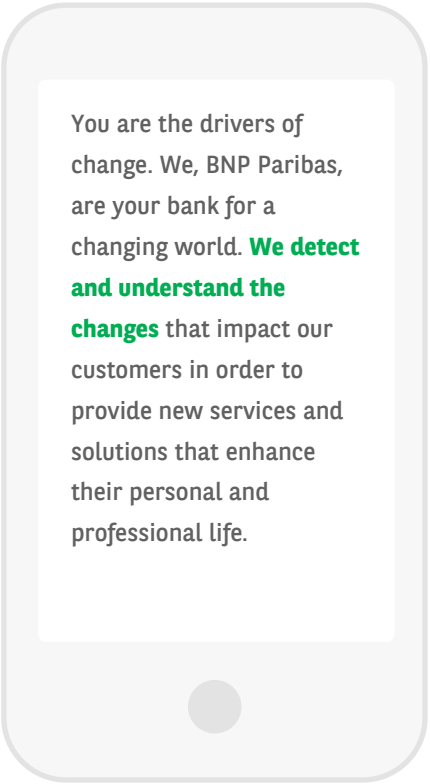 You are the drivers of
change. We, BNP Paribas,
are your bank for a
changing world. We detect
and understand the
changes that impact our
customers in order to
provide new services and
solutions that enhance
their personal and
professional life.